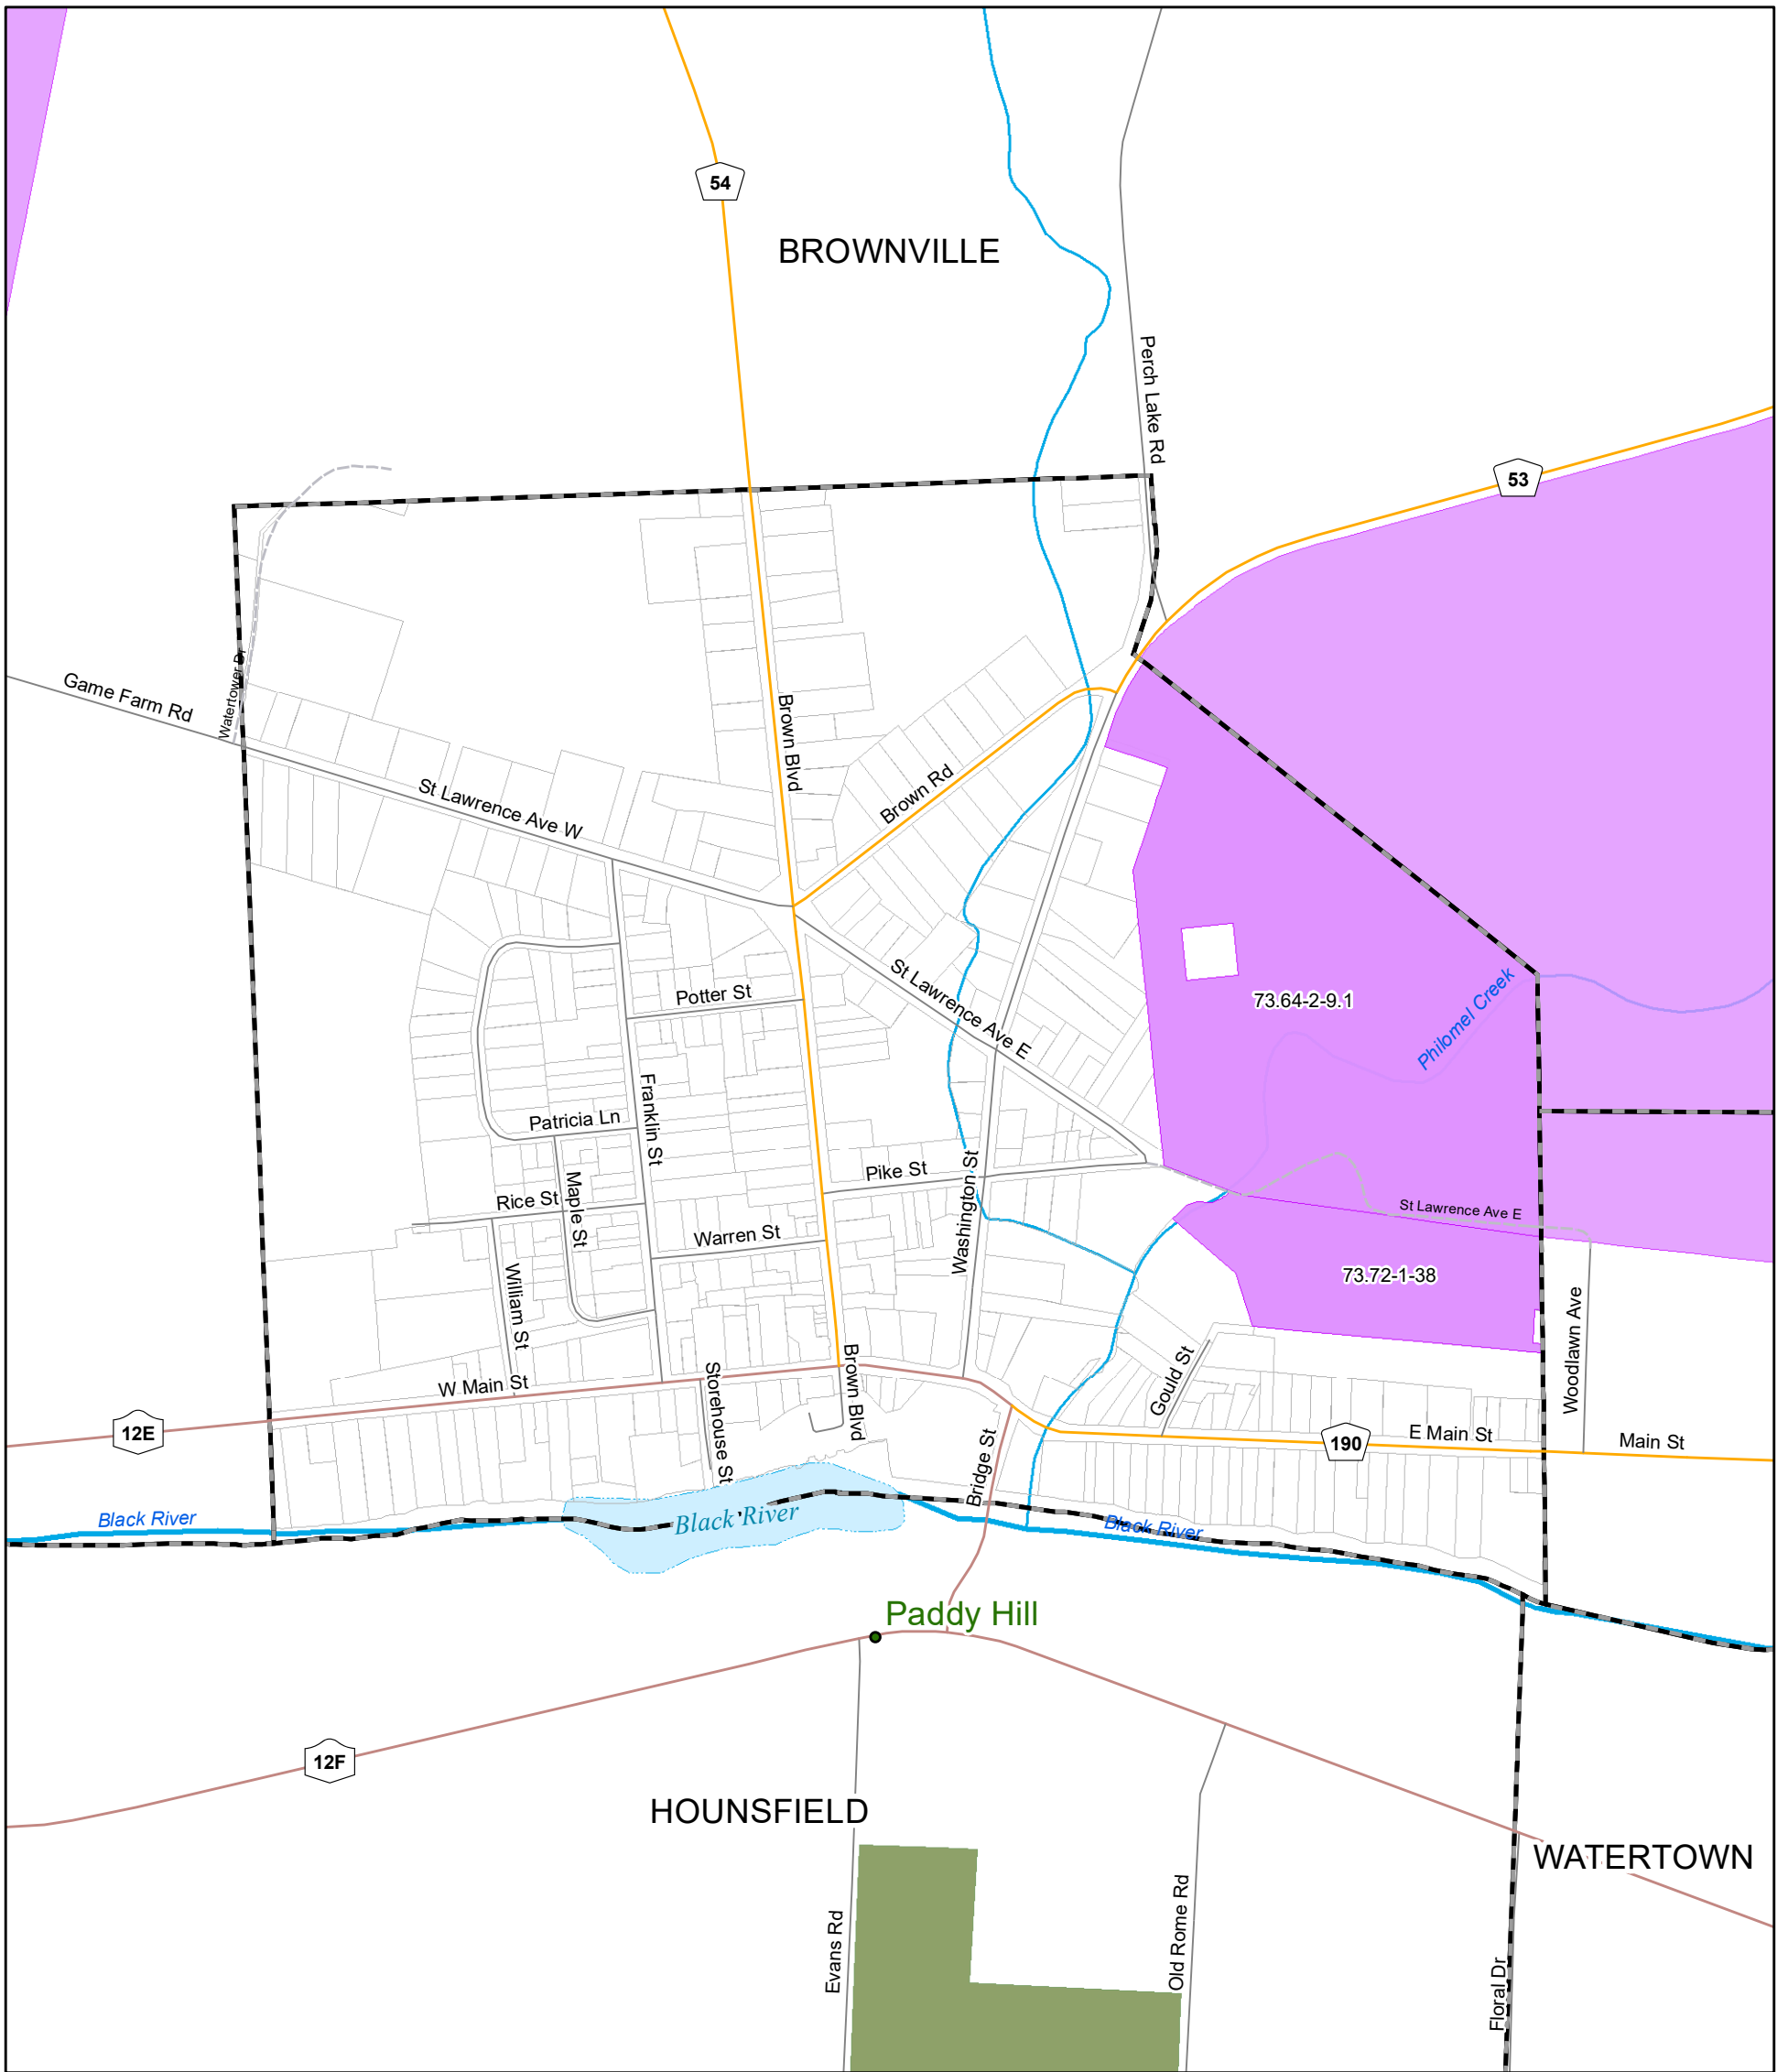 54
BROWNVILLE
Perch Lake Rd
53
Watertower Dr
Game Farm Rd
Brown Blvd
St Lawrence Ave W
Brown Rd
St Lawrence Ave E
Potter St
73.64-2-9.1
Philomel Creek
Franklin St
Patricia Ln
Pike St
Washington St
Rice St
Maple St
St Lawrence Ave E
Warren St
William St
73.72-1-38
Woodlawn Ave
Storehouse St
Brown Blvd
Gould St
W Main St
12E
190
E Main St
Main St
Bridge St
Black River
Black River
Black River
Paddy Hill
12F
HOUNSFIELD
WATERTOWN
Evans Rd
Old Rome Rd
Floral Dr